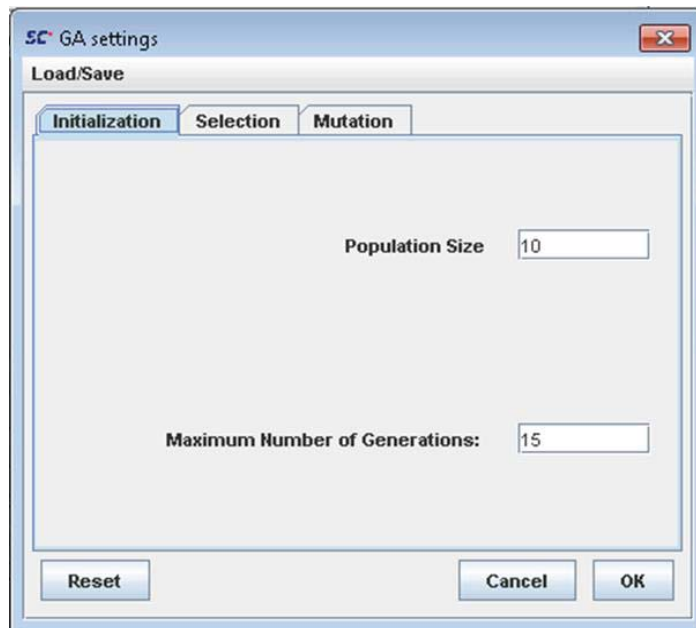 SC GA settings
Load/Save
Initialization Selection Mutation
Population Size 10
Maximum Number of Generations: 15
Reset Cancel OK